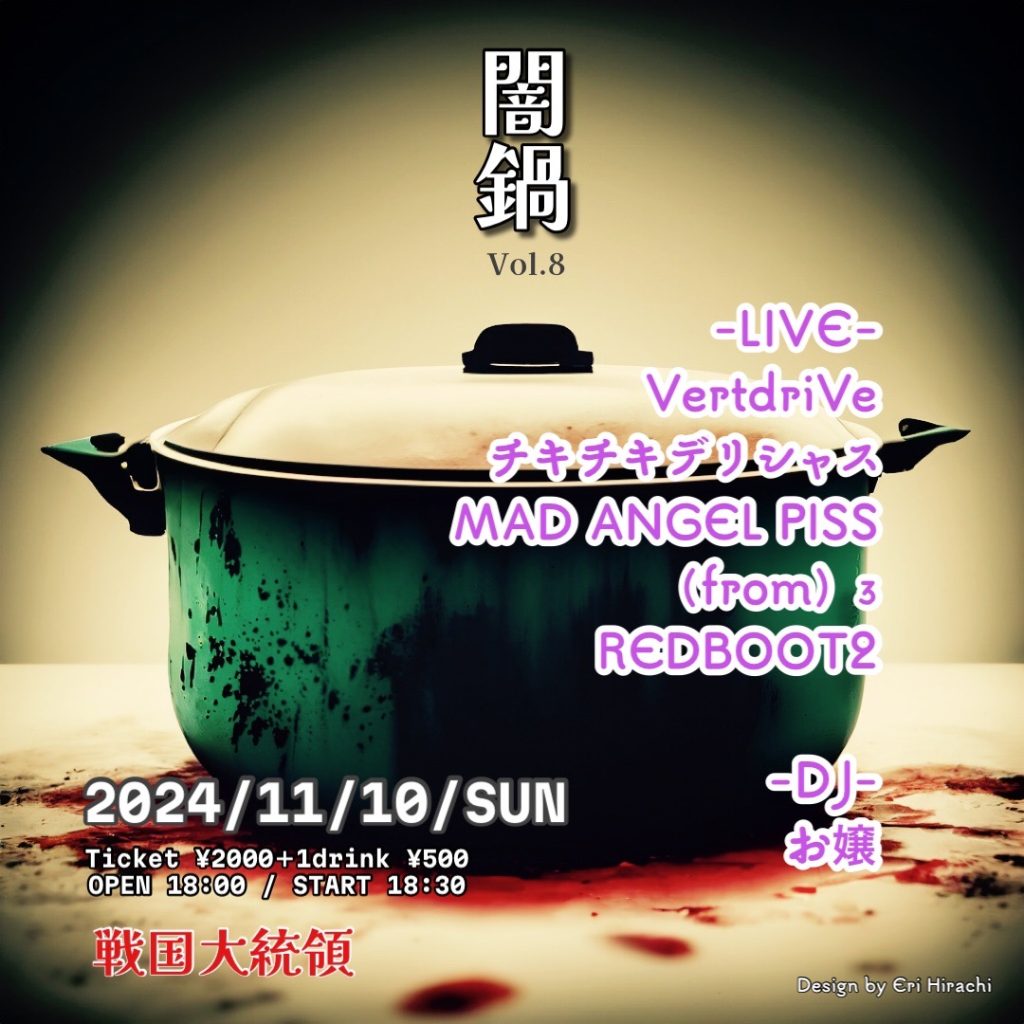 闇鍋
Vol.8
-LIVE-
VertdriVe
チキチキデリシャス
MAD ANGEL PISS
(from) 3
REDBOOT2
-DJ-
お嬢
2024/11/10/SUN
Ticket ¥2000+1drink ¥500
OPEN 18:00 / START 18:30
戦国大統領
Design by Eri Hirachi